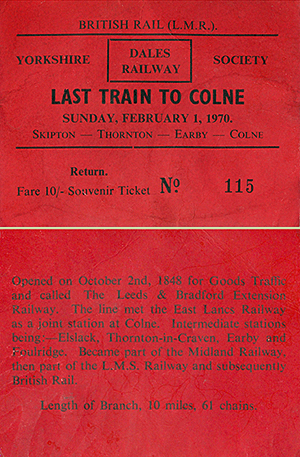 BRITISH RAIL (L.M.R.).
YORKSHIRE DALES RAILWAY SOCIETY
LAST TRAIN TO COLNE
SUNDAY, FEBRUARY 1, 1970.
SKIPTON — THORNTON — EARBY — COLNE
Return.
Fare 10/- Souvenir Ticket No 115
Opened on October 2nd, 1848 for Goods Traffic
and called The Leeds & Bradford Extension
Railway. The line met the East Lancs Railway
as a joint station at Colne. Intermediate stations
being:—Elslack, Thornton-in-Craven, Earby and
Foulridge. Became part of the Midland Railway,
then part of the L.M.S. Railway and subsequently
British Rail.
Length of Branch, 10 miles, 61 chains